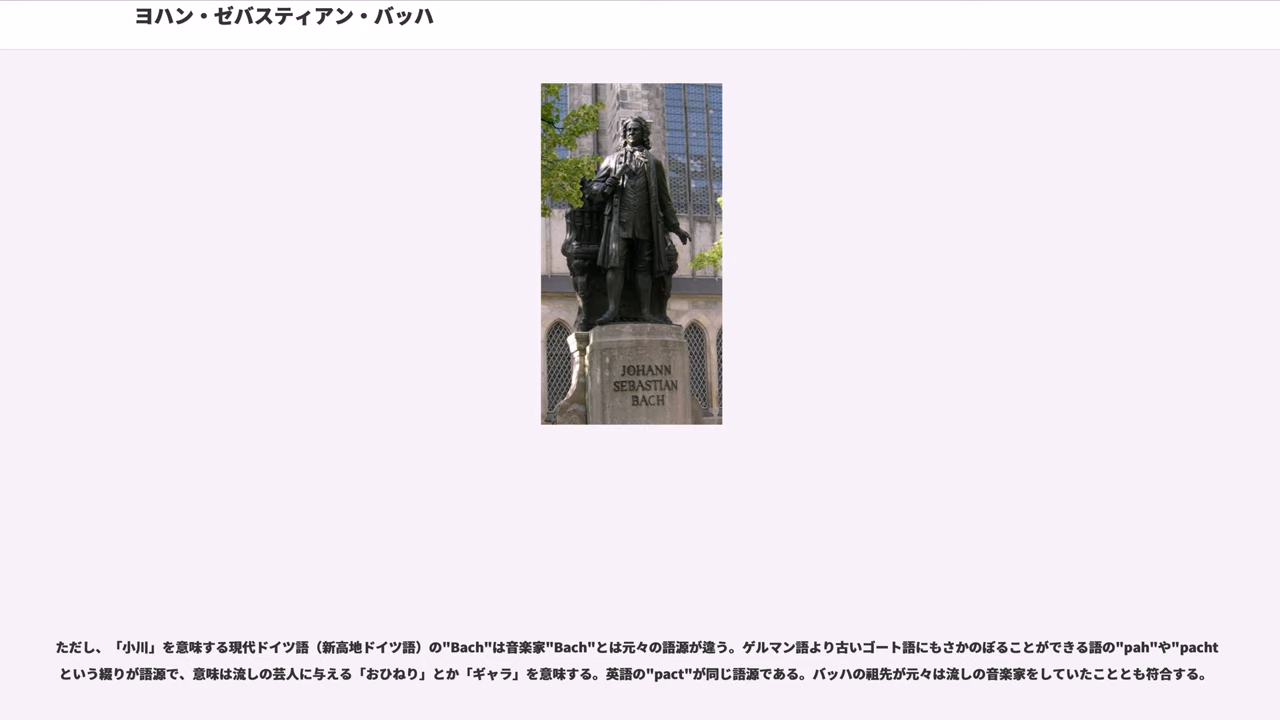 ヨハン・ゼバスティアン・バッハ
JOHANN
SEBASTIAN
BACH
ただし、「小川」を意味する現代ドイツ語（新高地ドイツ語）の"Bach"は音楽家"Bach"とは元々の語源が違う。ゲルマン語より古いゴート語にもさかのぼることができる語の"pah"や"pacht
という綴りが語源で、意味は流しの芸人に与える「おひねり」とか「ギャラ」を意味する。英語の"pact"が同じ語源である。バッハの祖先が元々は流しの音楽家をしていたこととも符合する。